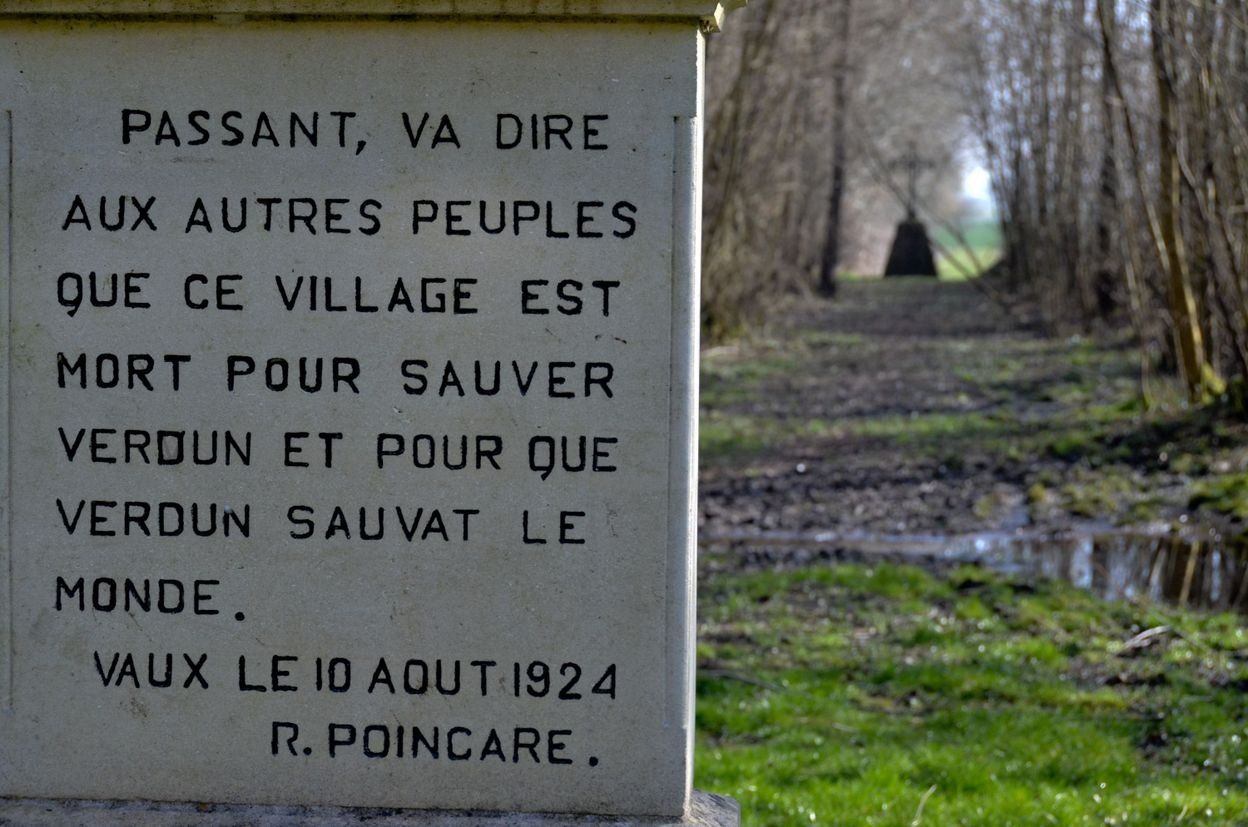 PASSANT, VA DIRE
AUX AUTRES PEUPLES
QUE CE VILLAGE EST
MORT POUR SAUVER
VERDUN ET POUR QUE
VERDUN SAUVAT LE
MONDE.
VAUX LE 10 AOUT 1924
R. POINCARE.